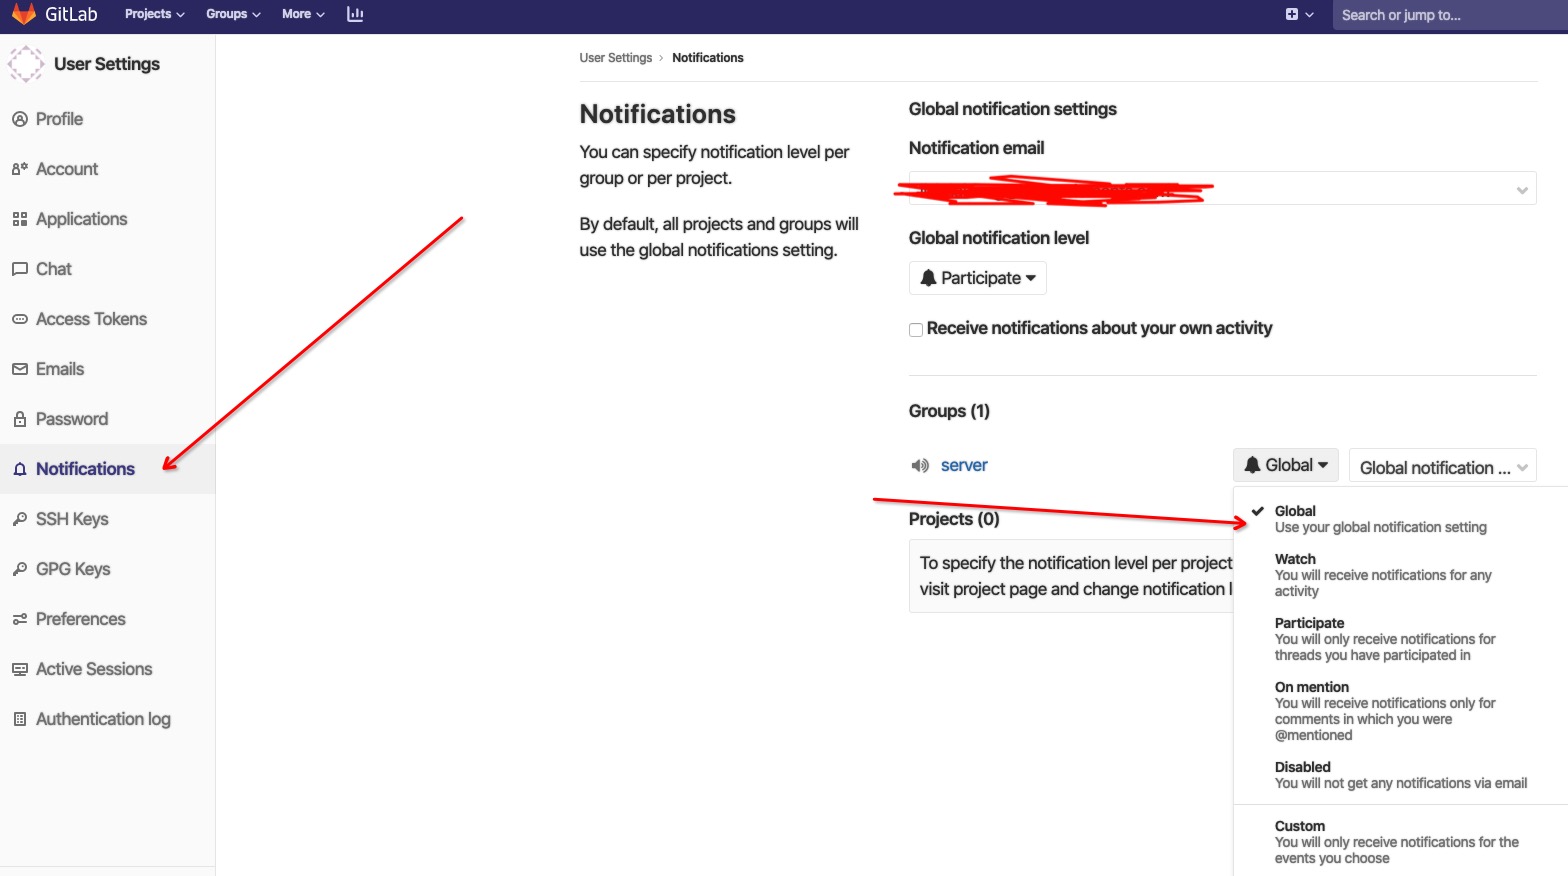 GitLab
Projects
Groups
More
Search or jump to...
User Settings
Profile
Account
Applications
Chat
Access Tokens
Emails
Password
Notifications
SSH Keys
GPG Keys
Preferences
Active Sessions
Authentication log
User Settings › Notifications
Notifications
You can specify notification level per
group or per project.
By default, all projects and groups will
use the global notifications setting.
Global notification settings
Notification email
Global notification level
Participate
Receive notifications about your own activity
Groups (1)
server
Global
Global notification ...
Projects (0)
To specify the notification level per project
visit project page and change notification l
Global
Use your global notification setting
Watch
You will receive notifications for any
activity
Participate
You will only receive notifications for
threads you have participated in
On mention
You will receive notifications only for
comments in which you were
@mentioned
Disabled
You will not get any notifications via email
Custom
You will only receive notifications for the
events you choose